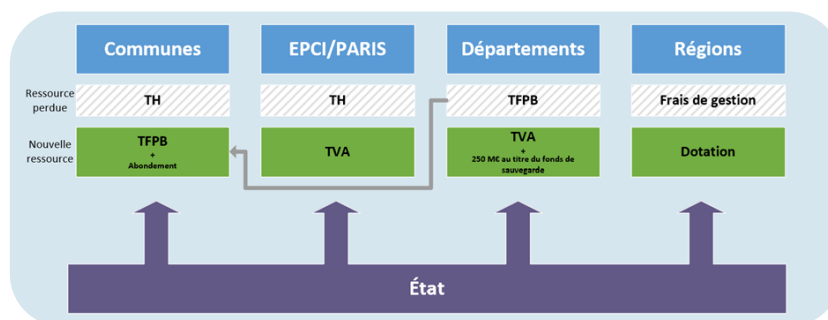 Communes
EPCI/PARIS
Départements
Régions
Ressource
perdue
TH
TH
TFPB
Frais de gestion
Nouvelle
ressource
TFPB
+
Abondement
TVA
TVA
+
250 M€ au titre du fonds de
sauvegarde
Dotation
État